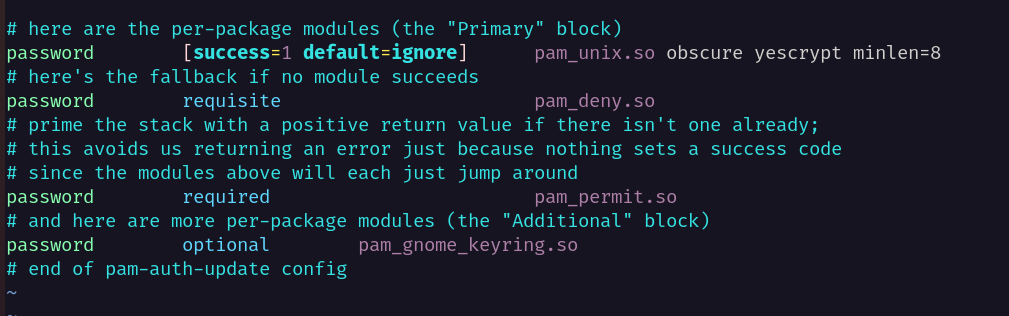 # here are the per-package modules (the "Primary" block)
password        [success=1 default=ignore]      pam_unix.so obscure yescrypt minlen=8
# here's the fallback if no module succeeds
password        requisite                       pam_deny.so
# prime the stack with a positive return value if there isn't one already;
# this avoids us returning an error just because nothing sets a success code
# since the modules above will each just jump around
password        required                        pam_permit.so
# and here are more per-package modules (the "Additional" block)
password        optional        pam_gnome_keyring.so
# end of pam-auth-update config
~